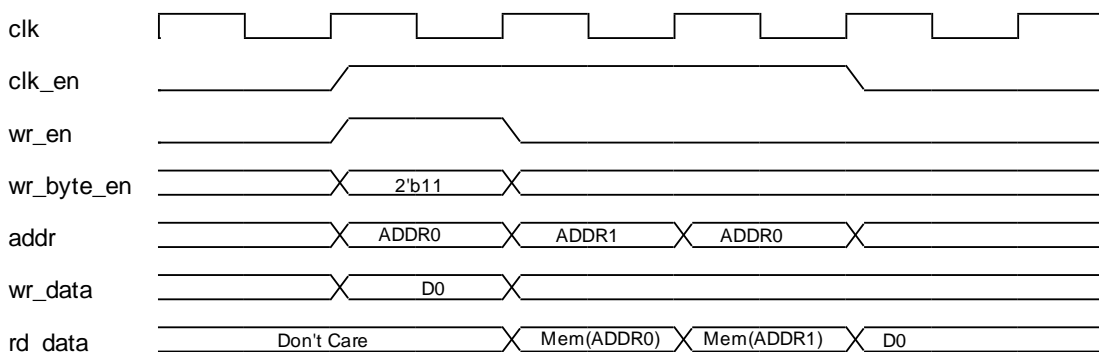 clk
clk_en
wr_en
wr_byte_en 2'b11
addr ADDR0 ADDR1 ADDR0
wr_data D0
rd_data Don't Care Mem(ADDR0) Mem(ADDR1) D0